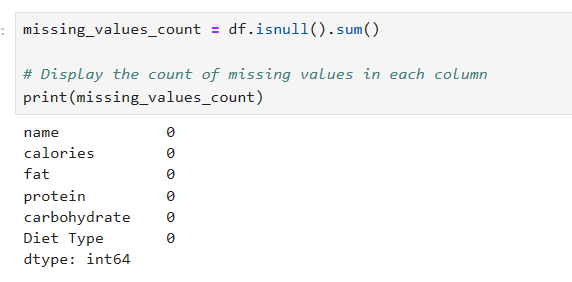 : missing_values_count = df.isnull().sum()
# Display the count of missing values in each column
print(missing_values_count)
name 0
calories 0
fat 0
protein 0
carbohydrate 0
Diet Type 0
dtype: int64